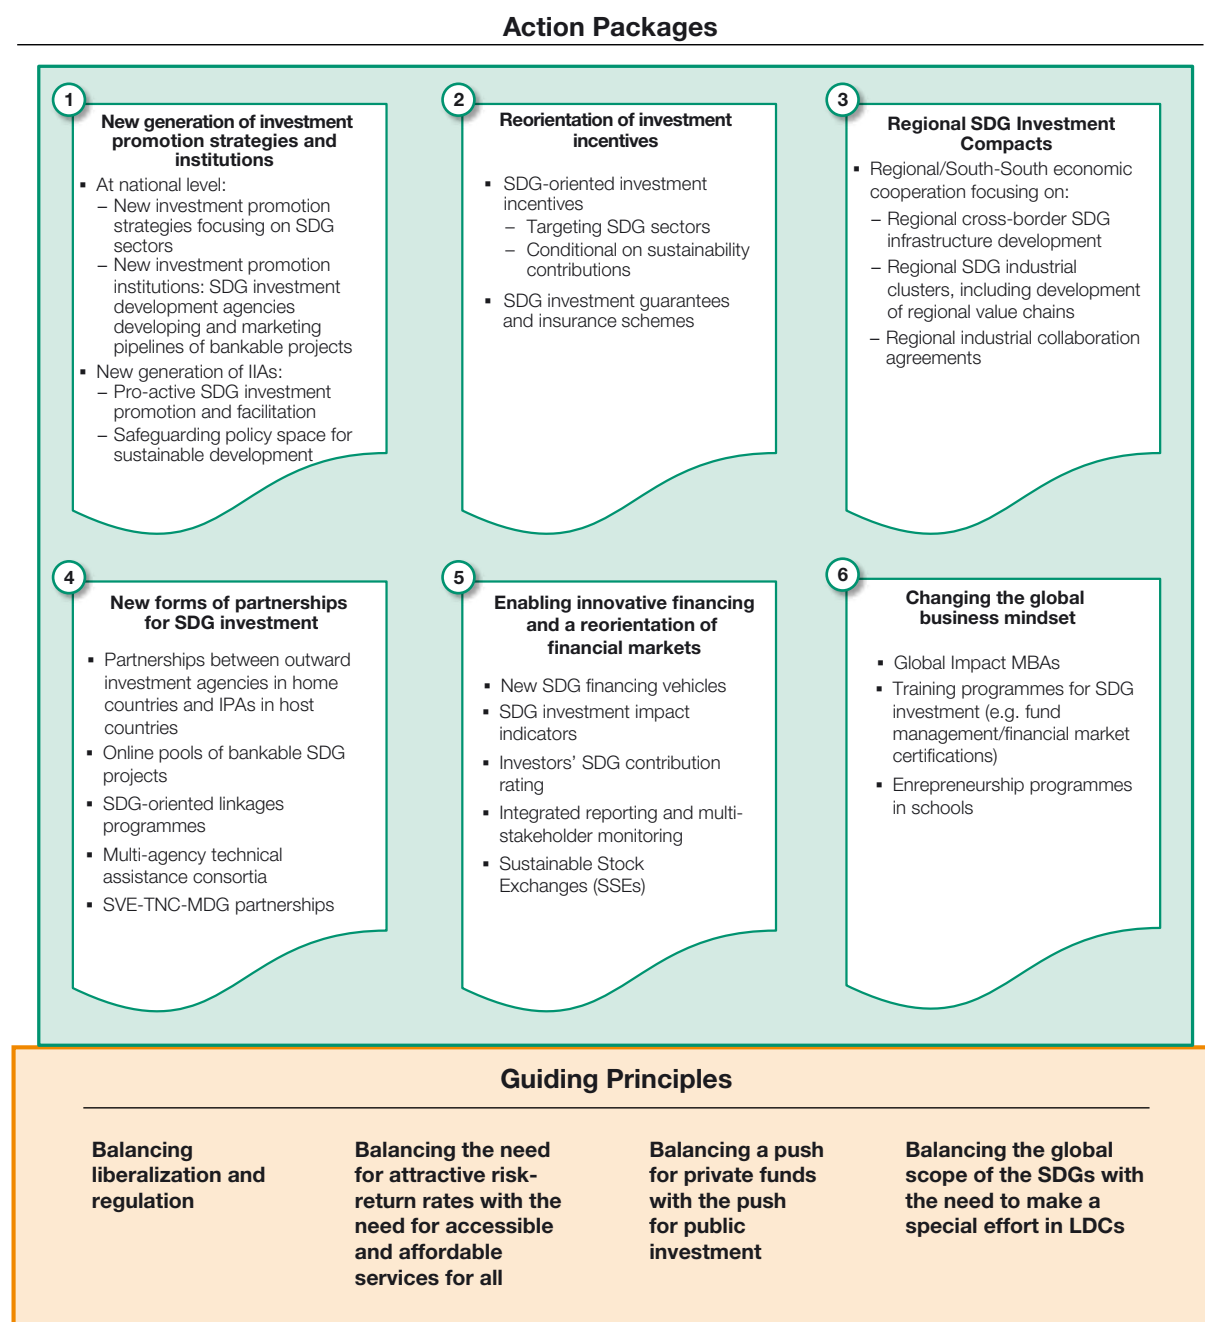 Action Packages
1
New generation of investment
promotion strategies and
institutions
▪ At national level:
– New investment promotion
strategies focusing on SDG
sectors
– New investment promotion
institutions: SDG investment
development agencies
developing and marketing
pipelines of bankable projects
▪ New generation of IIAs:
– Pro-active SDG investment
promotion and facilitation
– Safeguarding policy space for
sustainable development
2
Reorientation of investment
incentives
▪ SDG-oriented investment
incentives
– Targeting SDG sectors
– Conditional on sustainability
contributions
▪ SDG investment guarantees
and insurance schemes
3
Regional SDG Investment
Compacts
▪ Regional/South-South economic
cooperation focusing on:
– Regional cross-border SDG
infrastructure development
– Regional SDG industrial
clusters, including development
of regional value chains
– Regional industrial collaboration
agreements
4
New forms of partnerships
for SDG investment
▪ Partnerships between outward
investment agencies in home
countries and IPAs in host
countries
▪ Online pools of bankable SDG
projects
▪ SDG-oriented linkages
programmes
▪ Multi-agency technical
assistance consortia
▪ SVE-TNC-MDG partnerships
5
Enabling innovative financing
and a reorientation of
financial markets
▪ New SDG financing vehicles
▪ SDG investment impact
indicators
▪ Investors’ SDG contribution
rating
▪ Integrated reporting and multi-
stakeholder monitoring
▪ Sustainable Stock
Exchanges (SSEs)
6
Changing the global
business mindset
▪ Global Impact MBAs
▪ Training programmes for SDG
investment (e.g. fund
management/financial market
certifications)
▪ Enrepreneurship programmes
in schools
Guiding Principles
Balancing
liberalization and
regulation
Balancing the need
for attractive risk-
return rates with the
need for accessible
and affordable
services for all
Balancing a push
for private funds
with the push
for public
investment
Balancing the global
scope of the SDGs with
the need to make a
special effort in LDCs